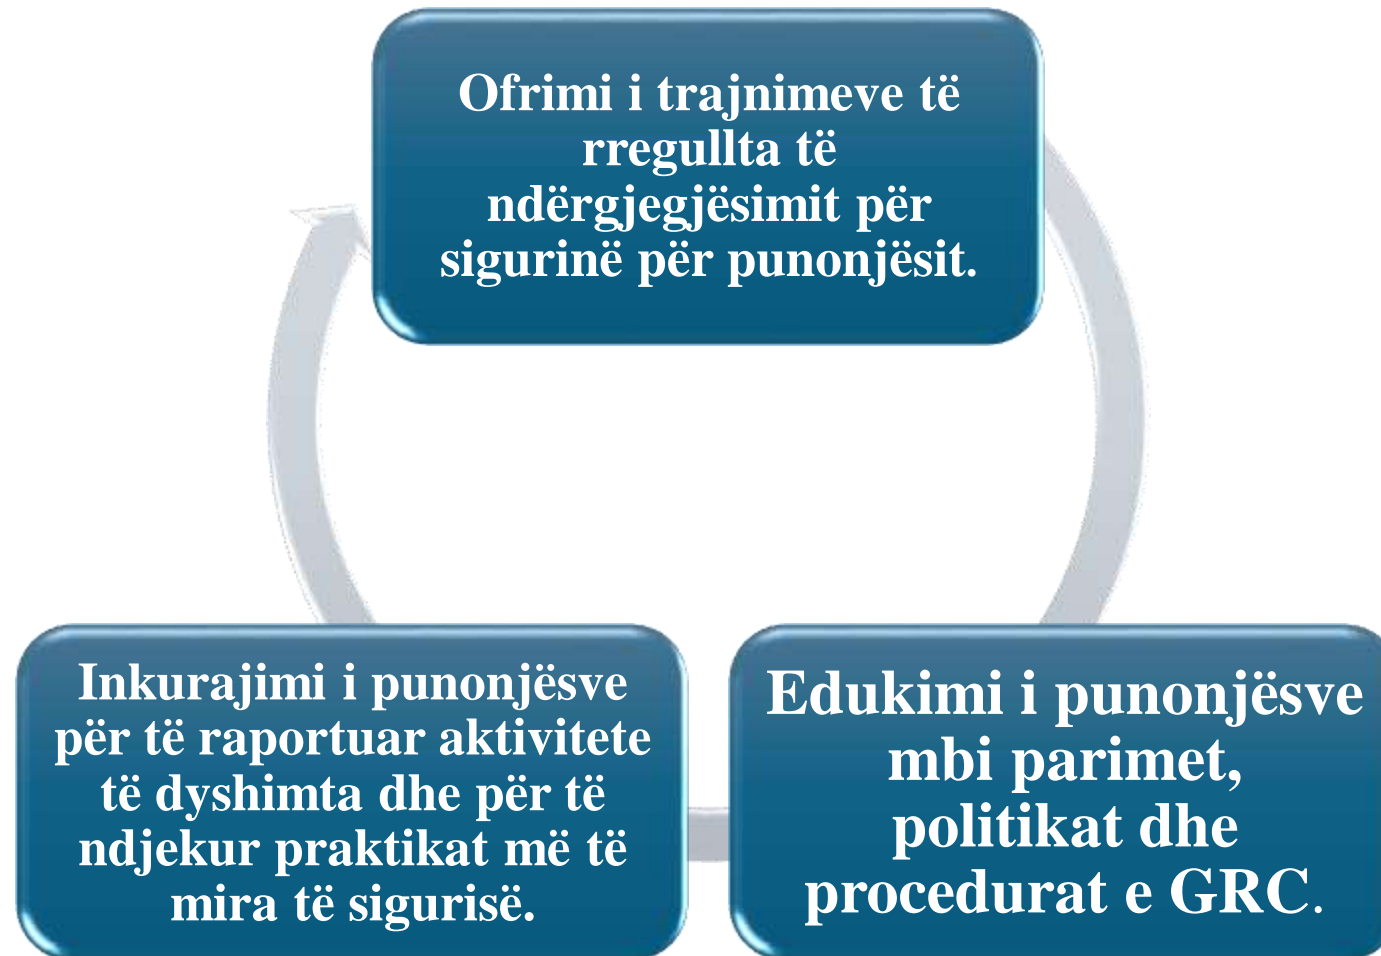 Ofrimi i trajnimeve të
rregullta të
ndërgjegjësimit për
sigurinë për punonjësit.
Edukimi i punonjësve
mbi parimet,
politikat dhe
procedurat e GRC.
Inkurajimi i punonjësve
për të raportuar aktivitete
të dyshimta dhe për të
ndjekur praktikat më të
mira të sigurisë.